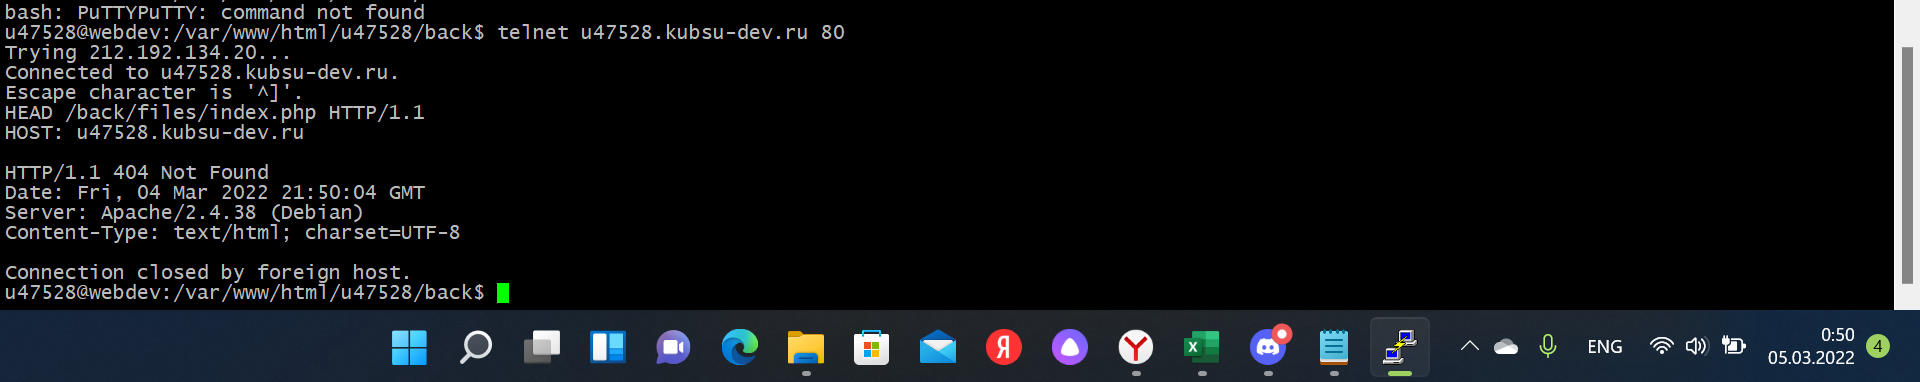 bash: PuTTYPuTTY: command not found
u47528@webdev:/var/www/html/u47528/back$ telnet u47528.kubsu-dev.ru 80
Trying 212.192.134.20...
Connected to u47528.kubsu-dev.ru.
Escape character is '^]'.
HEAD /back/files/index.php HTTP/1.1
HOST: u47528.kubsu-dev.ru
HTTP/1.1 404 Not Found
Date: Fri, 04 Mar 2022 21:50:04 GMT
Server: Apache/2.4.38 (Debian)
Content-Type: text/html; charset=UTF-8
Connection closed by foreign host.
u47528@webdev:/var/www/html/u47528/back$
Я
Y
X
ENG
0:50
05.03.2022
4